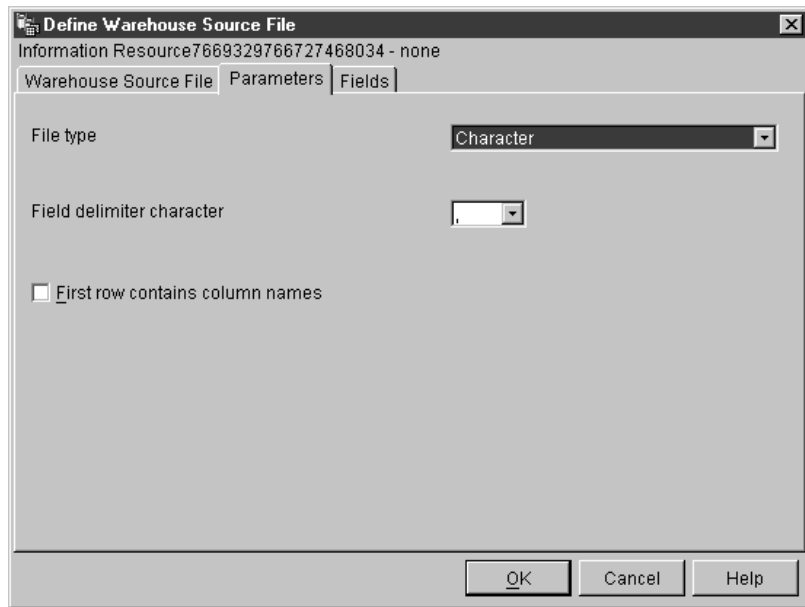 Define Warehouse Source File
Information Resource7669329766727468034 - none
Warehouse Source File Parameters Fields
File type Character
Field delimiter character ,
First row contains column names
OK Cancel Help